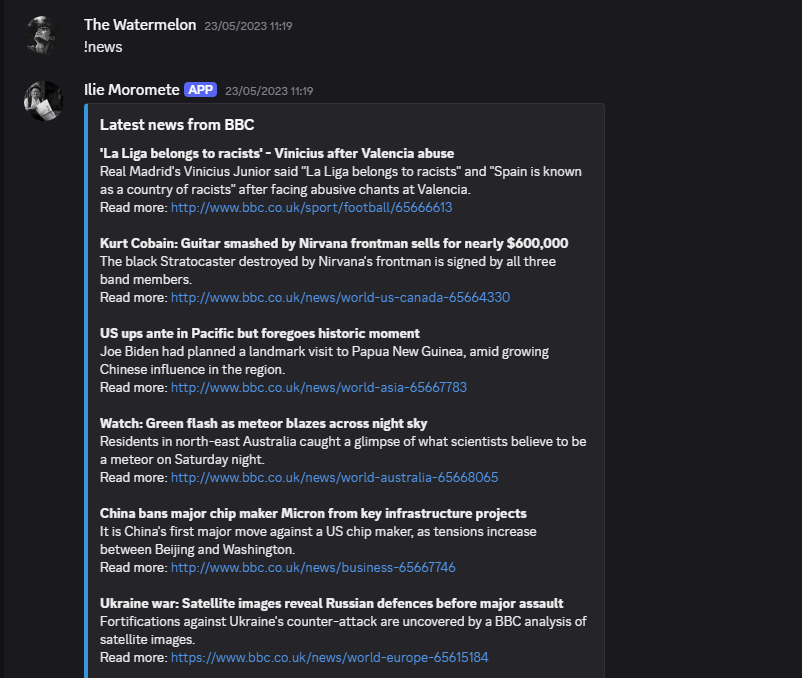 The Watermelon 23/05/2023 11:19
!news
Ilie Moromete APP 23/05/2023 11:19
Latest news from BBC
'La Liga belongs to racists' - Vinicius after Valencia abuse
Real Madrid's Vinicius Junior said "La Liga belongs to racists" and "Spain is known
as a country of racists" after facing abusive chants at Valencia.
Read more: http://www.bbc.co.uk/sport/football/65666613
Kurt Cobain: Guitar smashed by Nirvana frontman sells for nearly $600,000
The black Stratocaster destroyed by Nirvana's frontman is signed by all three
band members.
Read more: http://www.bbc.co.uk/news/world-us-canada-65664330
US ups ante in Pacific but foregoes historic moment
Joe Biden had planned a landmark visit to Papua New Guinea, amid growing
Chinese influence in the region.
Read more: http://www.bbc.co.uk/news/world-asia-65667783
Watch: Green flash as meteor blazes across night sky
Residents in north-east Australia caught a glimpse of what scientists believe to be
a meteor on Saturday night.
Read more: http://www.bbc.co.uk/news/world-australia-65668065
China bans major chip maker Micron from key infrastructure projects
It is China's first major move against a US chip maker, as tensions increase
between Beijing and Washington.
Read more: http://www.bbc.co.uk/news/business-65667746
Ukraine war: Satellite images reveal Russian defences before major assault
Fortifications against Ukraine's counter-attack are uncovered by a BBC analysis of
satellite images.
Read more: https://www.bbc.co.uk/news/world-europe-65615184